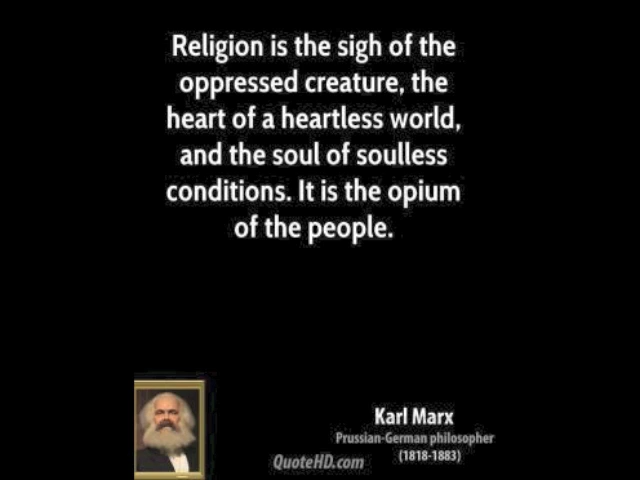 Religion is the sigh of the
oppressed creature, the
heart of a heartless world,
and the soul of soulless
conditions. It is the opium
of the people.
Karl Marx
Prussian-German philosopher
(1818-1883)
QuoteHD.com